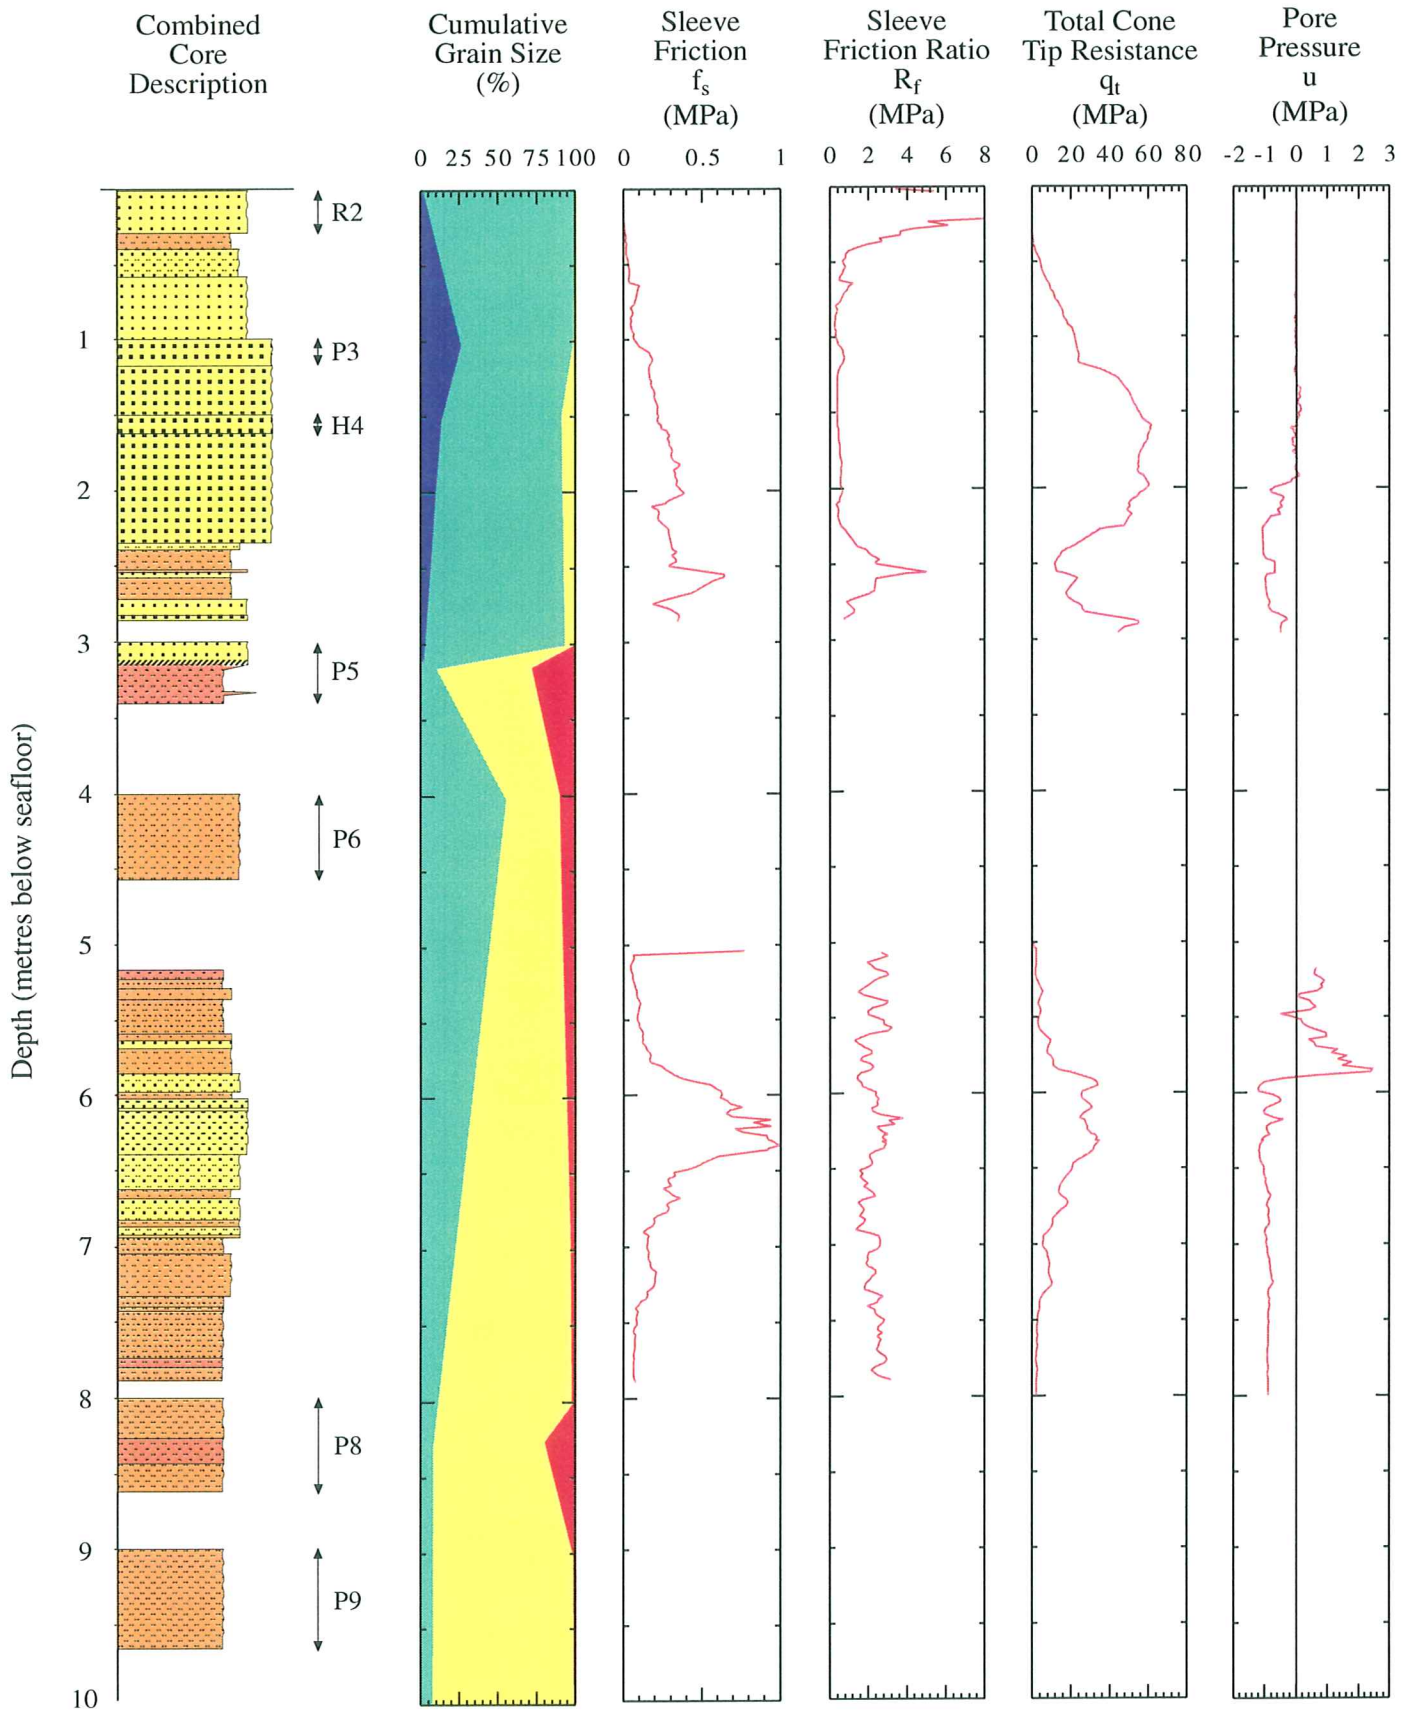 Combined
Core
Description
Cumulative
Grain Size
(%)
Sleeve
Friction
fs
(MPa)
Sleeve
Friction Ratio
Rf
(MPa)
Total Cone
Tip Resistance
qt
(MPa)
Pore
Pressure
u
(MPa)
0 25 50 75 100
0 0.5 1
0 2 4 6 8
0 20 40 60 80
-2 -1 0 1 2 3
R2
1
P3
H4
2
3
P5
Depth (metres below seafloor)
4
P6
5
6
7
8
P8
9
P9
10